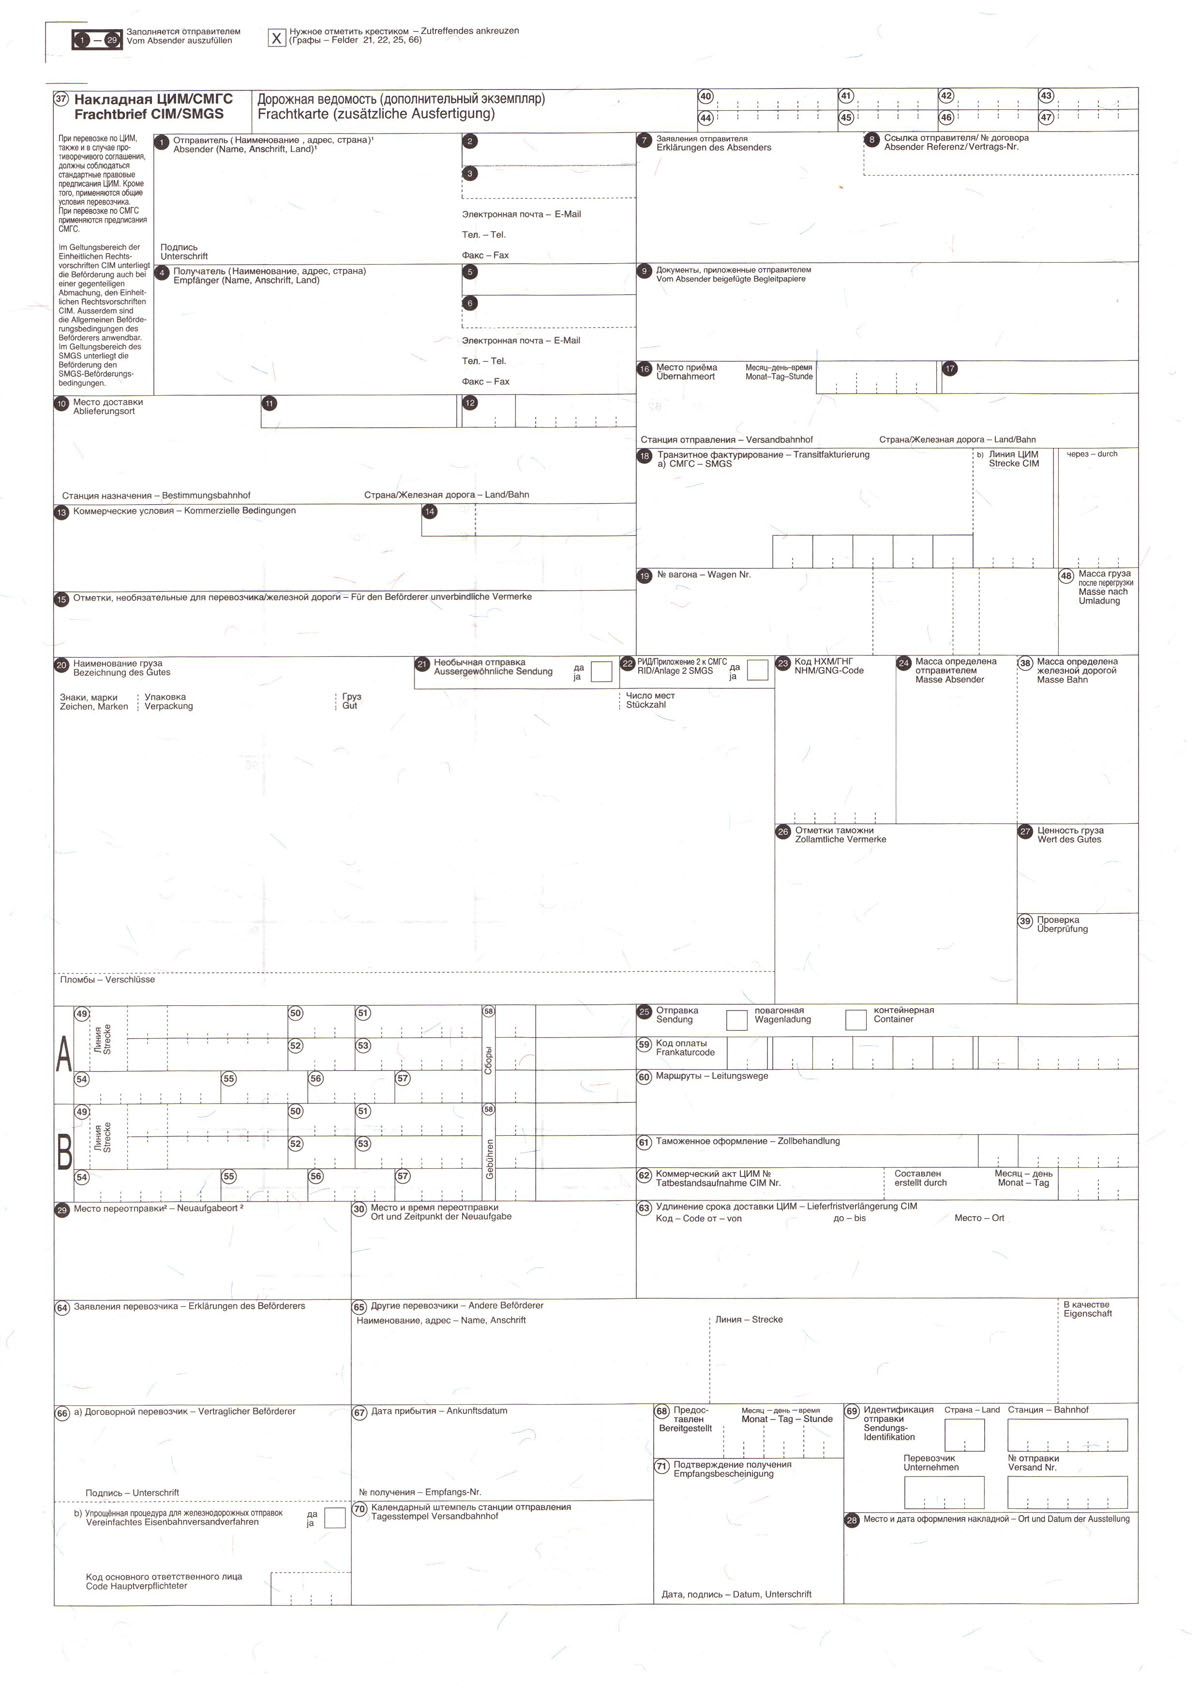 1 – 29
Заполняется отправителем
Vom Absender auszufüllen
X
Нужное отметить крестиком – Zutreffendes ankreuzen
(Графы – Felder 21, 22, 25, 66)
37
Накладная ЦИМ/СМГС
Frachtbrief CIM/SMGS
Дорожная ведомость (дополнительный экземпляр)
Frachtkarte (zusätzliche Ausfertigung)
40 41 42 43
44 45 46 47
При перевозке по ЦИМ,
также и в случае про-
тиворечивого соглашения,
должны соблюдаться
стандартные правовые
предписания ЦИМ. Кроме
того, применяются общие
условия перевозчика.
При перевозке по СМГС
применяются предписания
СМГС.
Im Geltungsbereich der
Einheitlichen Rechts-
vorschriften CIM unterliegt
die Beförderung auch bei
einer gegenteiligen
Abmachung, den Einheit-
lichen Rechtsvorschriften
CIM. Ausserdem sind
die Allgemeinen Beförde-
rungsbedingungen des
Beförderers anwendbar.
Im Geltungsbereich des
SMGS unterliegt die
Beförderung den
SMGS-Beförderungs-
bedingungen.
1 Отправитель (Наименование , адрес, страна)¹
Absender (Name, Anschrift, Land)¹
2
3
Электронная почта – E-Mail
Тел. – Tel.
Факс – Fax
Подпись
Unterschrift
4 Получатель (Наименование, адрес, страна)
Empfänger (Name, Anschrift, Land)
5
6
Электронная почта – E-Mail
Тел. – Tel.
Факс – Fax
7 Заявления отправителя
Erklärungen des Absenders
8 Ссылка отправителя/ № договора
Absender Referenz/Vertrags-Nr.
9 Документы, приложенные отправителем
Vom Absender beigefügte Begleitpapiere
10 Место доставки
Ablieferungsort
11
12
Станция назначения – Bestimmungsbahnhof
Страна/Железная дорога – Land/Bahn
16 Место приёма
Übernahmeort
Месяц–день–время
Monat–Tag–Stunde
17
Станция отправления – Versandbahnhof
Страна/Железная дорога – Land/Bahn
13 Коммерческие условия – Kommerzielle Bedingungen
14
18 Транзитное фактурирование – Transitfakturierung
a) СМГС – SMGS
b) Линия ЦИМ
Strecke CIM
через – durch
15 Отметки, необязательные для перевозчика/железной дороги – Für den Beförderer unverbindliche Vermerke
19 № вагона – Wagen Nr.
48 Масса груза
после перегрузки
Masse nach
Umladung
20 Наименование груза
Bezeichnung des Gutes
21 Необычная отправка
Aussergewöhnliche Sendung
да
ja
22 РИД/Приложение 2 к СМГС
RID/Anlage 2 SMGS
да
ja
23 Код НХМ/ГНГ
NHM/GNG-Code
24 Масса определена
отправителем
Masse Absender
38 Масса определена
железной дорогой
Masse Bahn
Знаки, марки
Zeichen, Marken
Упаковка
Verpackung
Груз
Gut
Число мест
Stückzahl
26 Отметки таможни
Zollamtliche Vermerke
27 Ценность груза
Wert des Gutes
39 Проверка
Überprüfung
Пломбы – Verschlüsse
A
49
Линия
Strecke
50 51
52 53
54 55 56 57
58
Сборы
B
49
Линия
Strecke
50 51
52 53
54 55 56 57
58
Gebühren
25 Отправка
Sendung
повагонная
Wagenladung
контейнерная
Container
59 Код оплаты
Frankaturcode
60 Маршруты – Leitungswege
61 Таможенное оформление – Zollbehandlung
62 Коммерческий акт ЦИМ №
Tatbestandsaufnahme CIM Nr.
Составлен
erstellt durch
Месяц – день
Monat – Tag
29 Место переотправки² – Neuaufgabeort ²
30 Место и время переотправки
Ort und Zeitpunkt der Neuaufgabe
63 Удлинение срока доставки ЦИМ – Lieferfristverlängerung CIM
Код – Code от – von
до – bis
Место – Ort
64 Заявления перевозчика – Erklärungen des Beförderers
65 Другие перевозчики – Andere Beförderer
Наименование, адрес – Name, Anschrift
Линия – Strecke
В качестве
Eigenschaft
66 a) Договорной перевозчик – Vertraglicher Beförderer
Подпись – Unterschrift
b) Упрощённая процедура для железнодорожных отправок
Vereinfachtes Eisenbahnversandverfahren
да
ja
Код основного ответственного лица
Code Hauptverpflichteter
67 Дата прибытия – Ankunftsdatum
№ получения – Empfangs-Nr.
70 Календарный штемпель станции отправления
Tagesstempel Versandbahnhof
68 Предос-
тавлен
Bereitgestellt
Месяц – день – время
Monat – Tag – Stunde
71 Подтверждение получения
Empfangsbescheinigung
Дата, подпись – Datum, Unterschrift
69 Идентификация
отправки
Sendungs-
Identifikation
Страна – Land
Станция – Bahnhof
Перевозчик
Unternehmen
№ отправки
Versand Nr.
28 Место и дата оформления накладной – Ort und Datum der Ausstellung